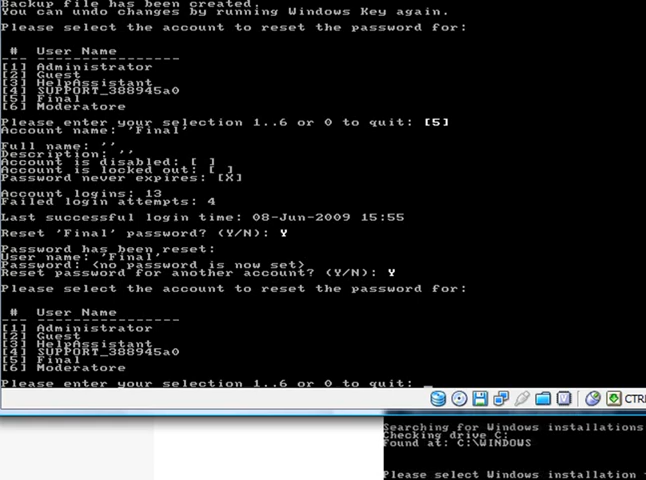 Backup file has been created.
You can undo changes by running Windows Key again.
Please select the account to reset the password for:
# User Name
[1] Administrator
[2] Guest
[3] HelpAssistant
[4] SUPPORT_388945a0
[5] Final
[6] Moderatore
Please enter your selection 1..6 or 0 to quit: [5]
Account name: 'Final'
Full name: ''
Description: ''
Account is disabled: [ ]
Account is locked out: [ ]
Password never expires: [X]
Account logins: 13
Failed login attempts: 4
Last successful login time: 08-Jun-2009 15:55
Reset 'Final' password? (Y/N): Y
Password has been reset:
User name: 'Final'
Password: <no password is now set>
Reset password for another account? (Y/N): Y
Please select the account to reset the password for:
# User Name
[1] Administrator
[2] Guest
[3] HelpAssistant
[4] SUPPORT_388945a0
[5] Final
[6] Moderatore
Please enter your selection 1..6 or 0 to quit: _
CTR
Searching for Windows installations
Checking drive C:
Found at: C:\WINDOWS
Please select Windows installation